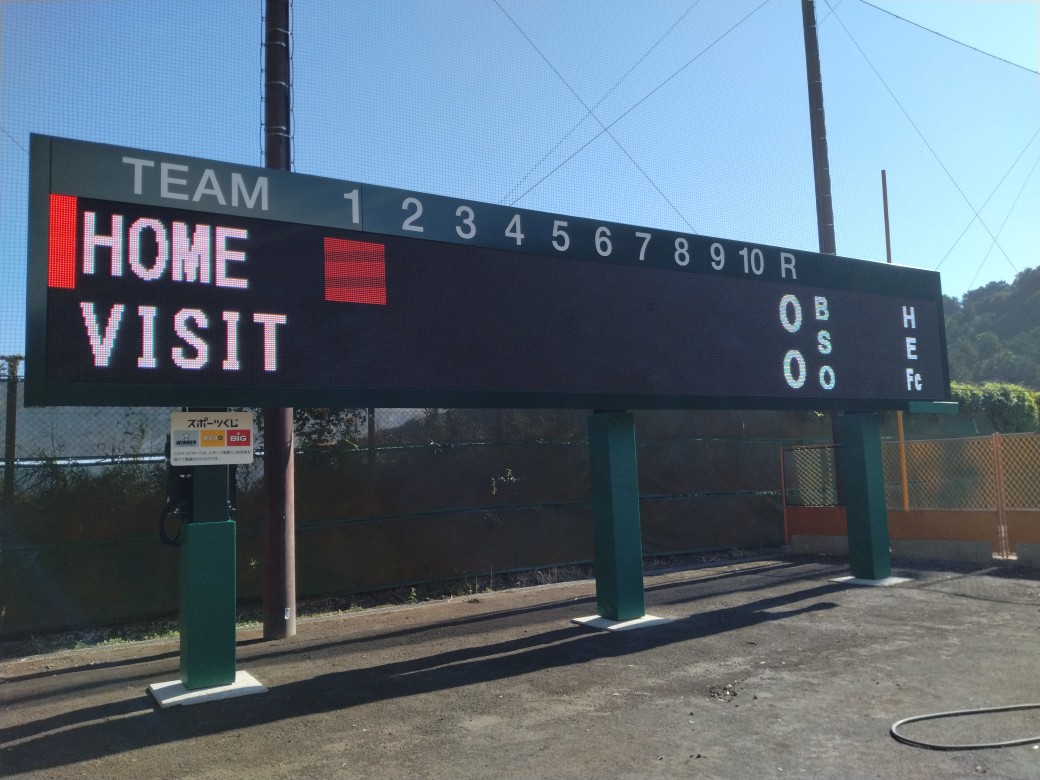 TEAM 1 2 3 4 5 6 7 8 9 10 R
HOME 0 B H
S E
VISIT 0 O Fc
スポーツくじ
WINNER BIG